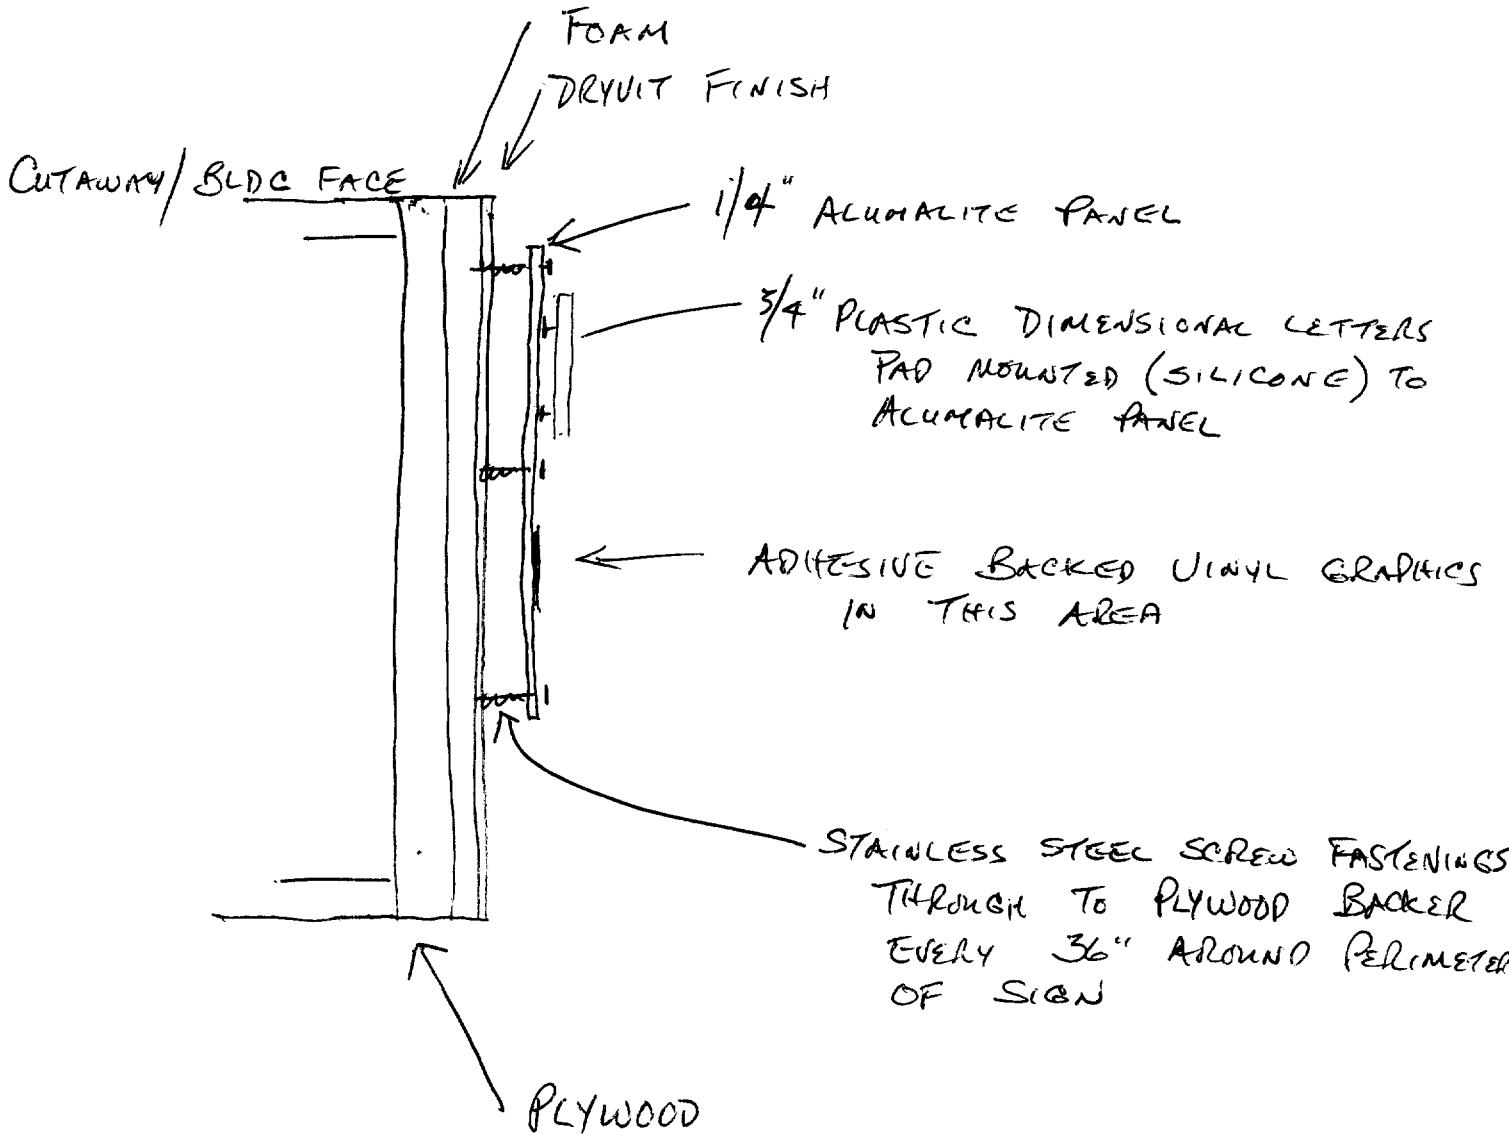 FOAM
DRYVIT FINISH
CUTAWAY/BLDG FACE
1/4" ALUMALITE PANEL
3/4" PLASTIC DIMENSIONAL LETTERS
PAD MOUNTED (SILICONE) TO
ALUMALITE PANEL
ADHESIVE BACKED VINYL GRAPHICS
IN THIS AREA
STAINLESS STEEL SCREW FASTENINGS
THROUGH TO PLYWOOD BACKER
EVERY 36" AROUND PERIMETER
OF SIGN
PLYWOOD